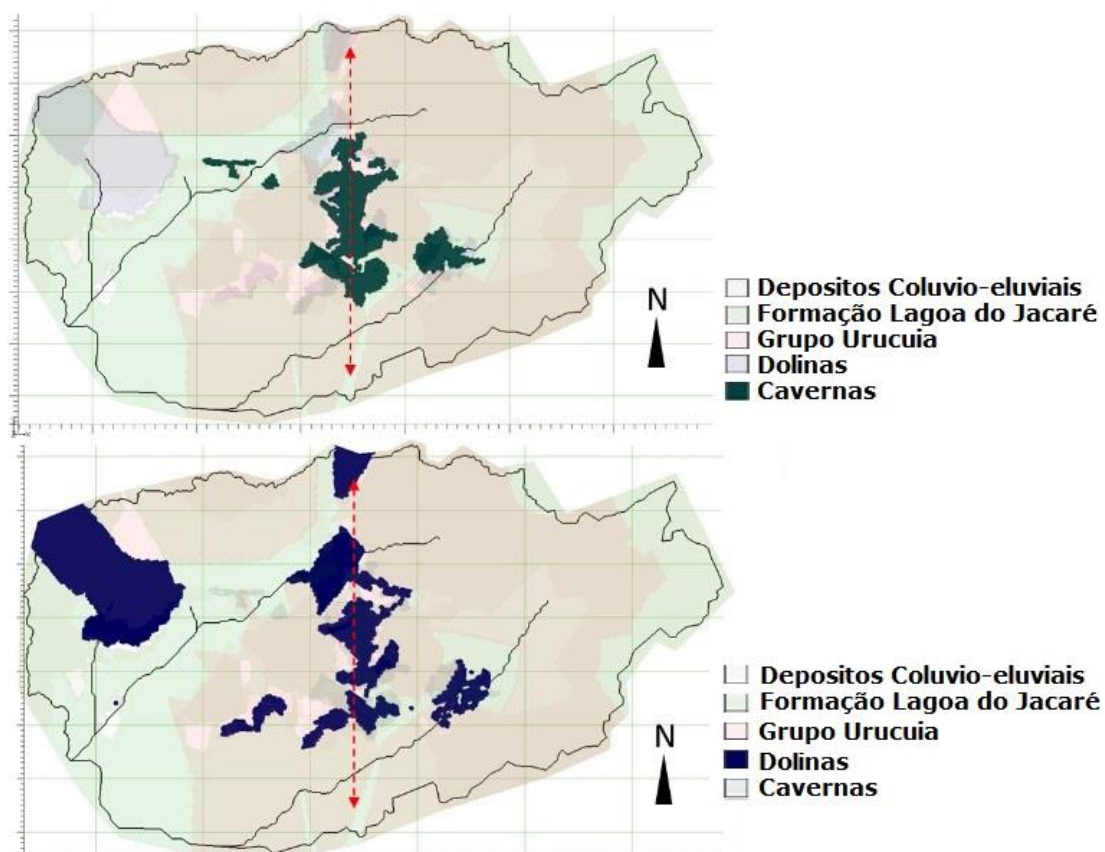 N
Depositos Coluvio-eluviais
Formação Lagoa do Jacaré
Grupo Urucuia
Dolinas
Cavernas
N
Depositos Coluvio-eluviais
Formação Lagoa do Jacaré
Grupo Urucuia
Dolinas
Cavernas